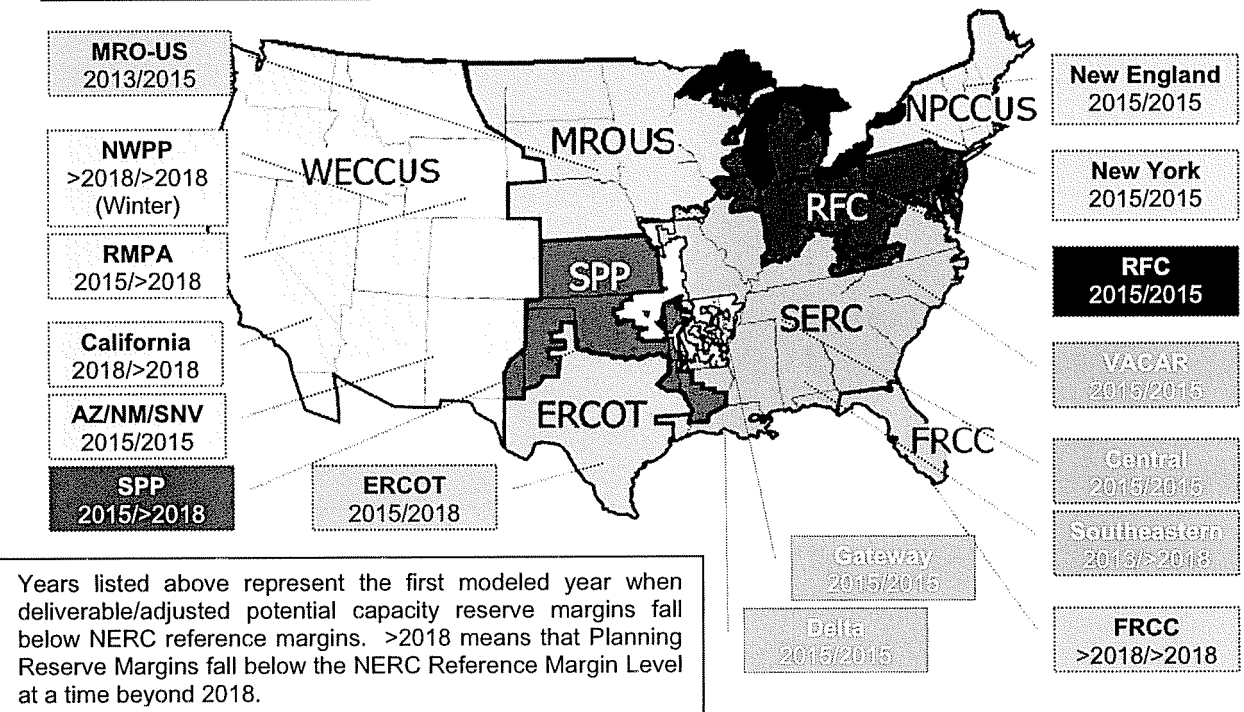 MRO-US
2013/2015
NWPP
>2018/>2018
(Winter)
RMPA
2015/>2018
California
2018/>2018
AZ/NM/SNV
2015/2015
SPP
2015/>2018
ERCOT
2015/2018
WECCUS
MROUS
NPCCUS
RFC
SPP
SERC
ERCOT
FRCC
New England
2015/2015
New York
2015/2015
RFC
2015/2015
VACAR
2015/2015
Central
2015/2015
Southeastern
2013/>2018
Gateway
2015/2015
Delta
2015/2015
FRCC
>2018/>2018
Years listed above represent the first modeled year when
deliverable/adjusted potential capacity reserve margins fall
below NERC reference margins. >2018 means that Planning
Reserve Margins fall below the NERC Reference Margin Level
at a time beyond 2018.